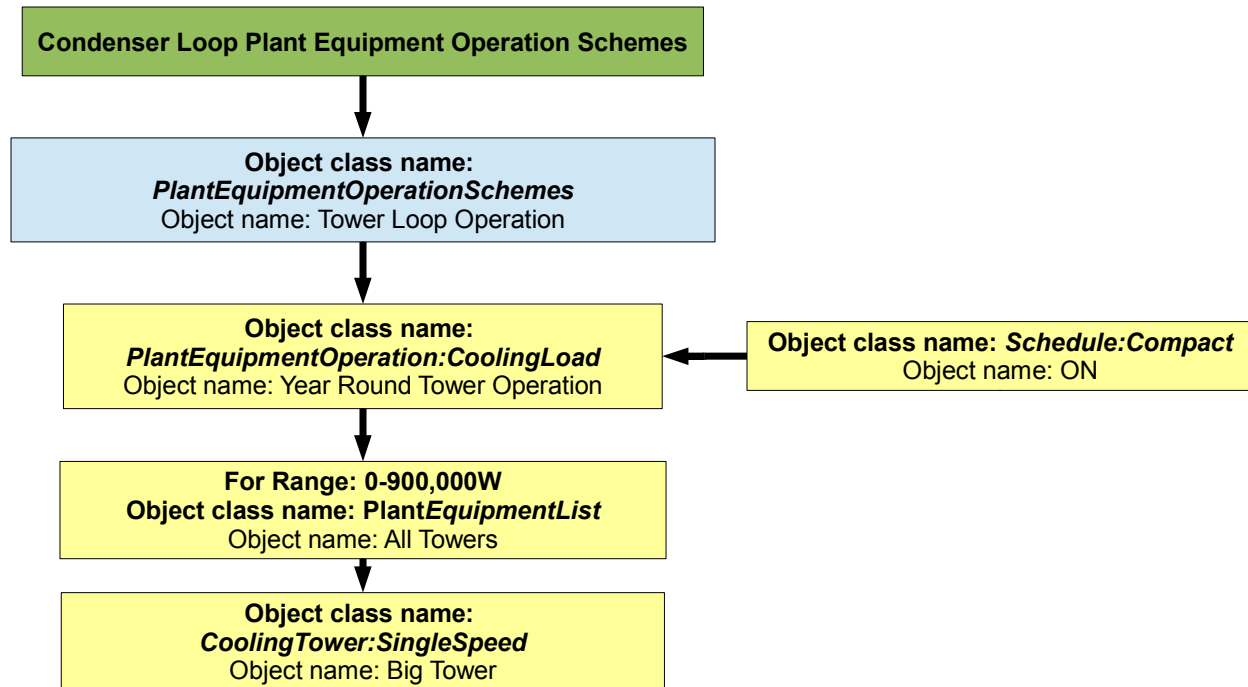 Condenser Loop Plant Equipment Operation Schemes
Object class name:
PlantEquipmentOperationSchemes
Object name: Tower Loop Operation
Object class name:
PlantEquipmentOperation:CoolingLoad
Object name: Year Round Tower Operation
Object class name: Schedule:Compact
Object name: ON
For Range: 0-900,000W
Object class name: PlantEquipmentList
Object name: All Towers
Object class name:
CoolingTower:SingleSpeed
Object name: Big Tower